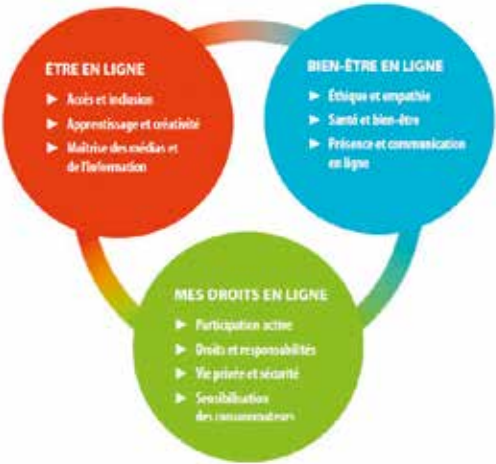 ÊTRE EN LIGNE
► Accès et inclusion
► Apprentissage et créativité
► Maîtrise des médias et
de l'information
BIEN-ÊTRE EN LIGNE
► Éthique et empathie
► Santé et bien-être
► Présence et communication
en ligne
MES DROITS EN LIGNE
► Participation active
► Droits et responsabilités
► Vie privée et sécurité
► Sensibilisation
des consommateurs